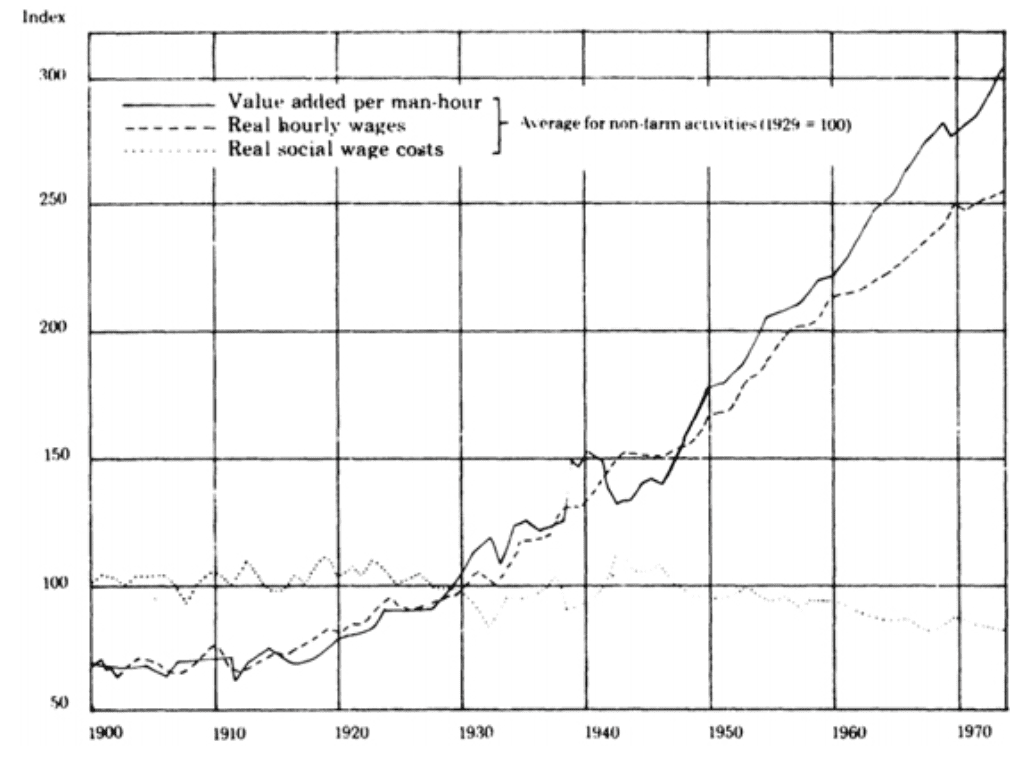 Index
300
Value added per man-hour
Real hourly wages
Average for non-farm activities (1929 = 100)
Real social wage costs
250
200
150
100
50
1900 1910 1920 1930 1940 1950 1960 1970